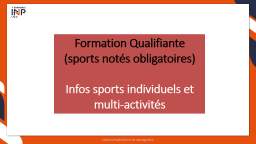 INP
Formation Qualifiante
(sports notés obligatoires)
Infos sports individuels et
multi-activités